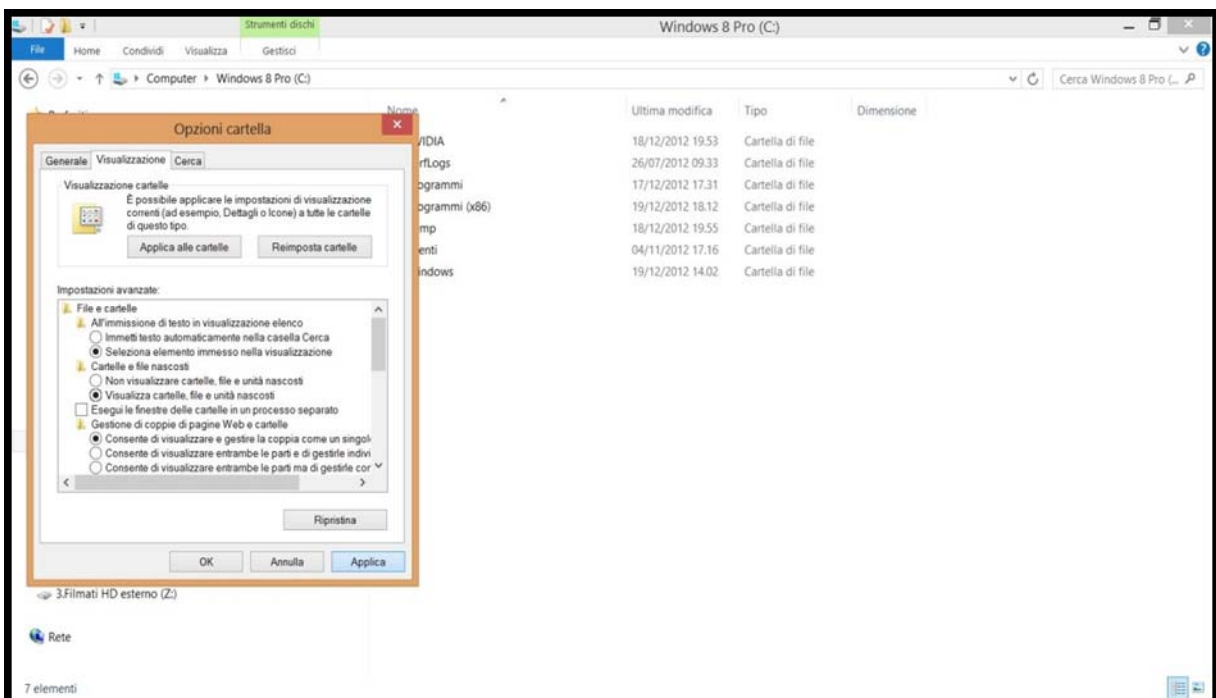 Strumenti dischi
Windows 8 Pro (C:)
File Home Condividi Visualizza Gestisci
Computer Windows 8 Pro (C:)
Cerca Windows 8 Pro (...
Nome Ultima modifica Tipo Dimensione
VIDIA 18/12/2012 19.53 Cartella di file
rfLogs 26/07/2012 09.33 Cartella di file
ogrammi 17/12/2012 17.31 Cartella di file
ogrammi (x86) 19/12/2012 18.12 Cartella di file
mp 18/12/2012 19.55 Cartella di file
enti 04/11/2012 17.16 Cartella di file
indows 19/12/2012 14.02 Cartella di file
Opzioni cartella
Generale Visualizzazione Cerca
Visualizzazione cartelle
È possibile applicare le impostazioni di visualizzazione
correnti (ad esempio, Dettagli o Icone) a tutte le cartelle
di questo tipo.
Applica alle cartelle Reimposta cartelle
Impostazioni avanzate:
File e cartelle
All'immissione di testo in visualizzazione elenco
Immetti testo automaticamente nella casella Cerca
Seleziona elemento immesso nella visualizzazione
Cartelle e file nascosti
Non visualizzare cartelle, file e unità nascosti
Visualizza cartelle, file e unità nascosti
Esegui le finestre delle cartelle in un processo separato
Gestione di coppie di pagine Web e cartelle
Consente di visualizzare e gestire la coppia come un singol
Consente di visualizzare entrambe le parti e di gestirle indivi
Consente di visualizzare entrambe le parti ma di gestirle cor
Ripristina
OK Annulla Applica
3.Filmati HD esterno (Z:)
Rete
7 elementi